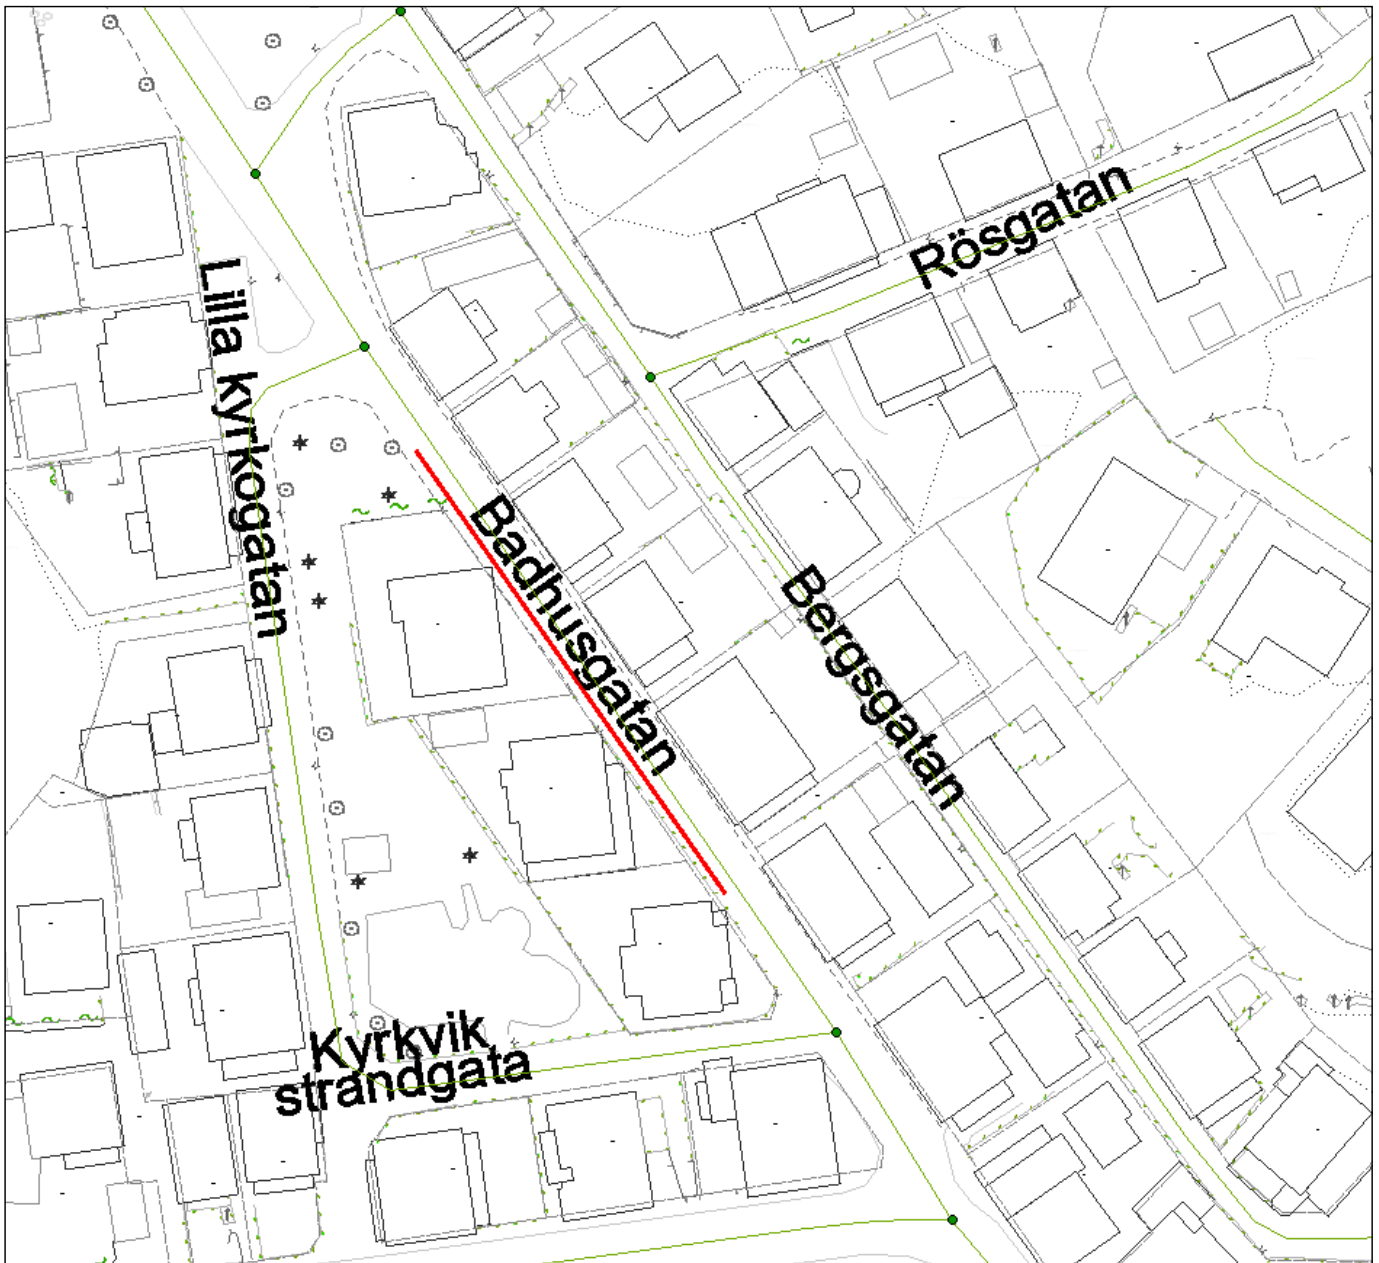 Rösgatan
Lilla kyrkogatan
Badhusgatan
Bergsgatan
Kyrkvik
strandgata